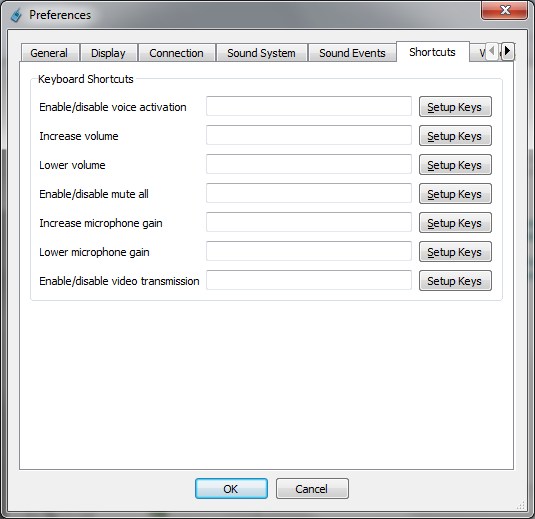 Preferences
General Display Connection Sound System Sound Events Shortcuts
Keyboard Shortcuts
Enable/disable voice activation Setup Keys
Increase volume Setup Keys
Lower volume Setup Keys
Enable/disable mute all Setup Keys
Increase microphone gain Setup Keys
Lower microphone gain Setup Keys
Enable/disable video transmission Setup Keys
OK Cancel